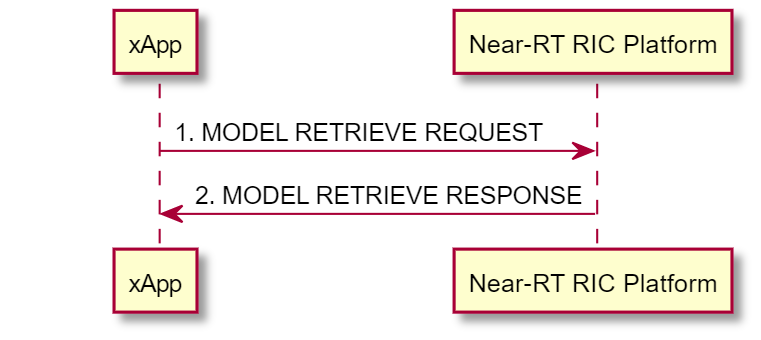 xApp
Near-RT RIC Platform
1. MODEL RETRIEVE REQUEST
2. MODEL RETRIEVE RESPONSE
xApp
Near-RT RIC Platform